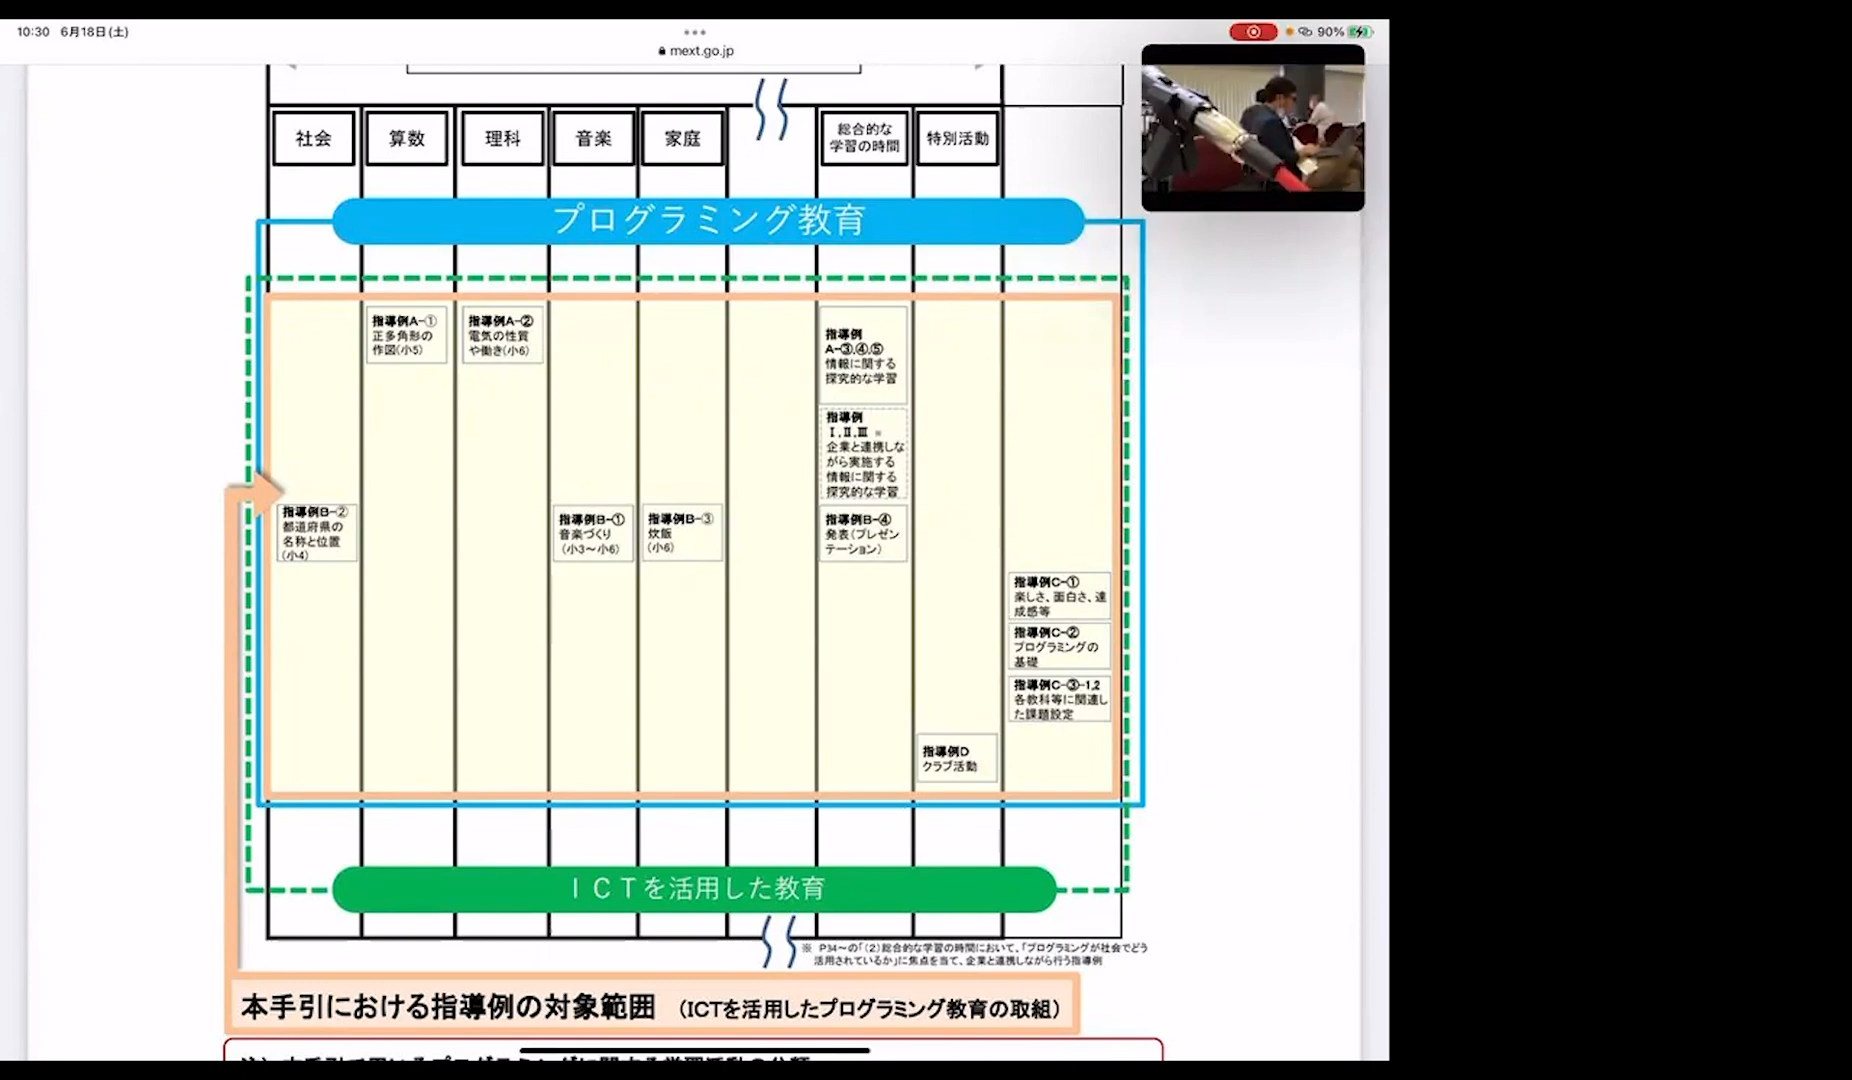 10:30 6月18日(土)
90%
mext.go.jp
社会
算数
理科
音楽
家庭
総合的な
学習の時間
特別活動
プログラミング教育
指導例A-①
正多角形の
作図(小5)
指導例A-②
電気の性質
や働き(小6)
指導例
A-③,④,⑤
情報に関する
探究的な学習
指導例
Ⅰ,Ⅱ,Ⅲ ※
企業と連携しな
がら実施する
情報に関する
探究的な学習
指導例B-②
都道府県の
名称と位置
(小4)
指導例B-①
音楽づくり
(小3～小6)
指導例B-③
炊飯
(小6)
指導例B-④
発表(プレゼン
テーション)
指導例C-①
楽しさ、面白さ、達
成感等
指導例C-②
プログラミングの
基礎
指導例C-③-1,2
各教科等に関連し
た課題設定
指導例D
クラブ活動
ＩＣＴを活用した教育
※ P34～の「(2)総合的な学習の時間において、「プログラミングが社会でどう
活用されているか」に焦点を当て、企業と連携しながら行う指導例
本手引における指導例の対象範囲 (ICTを活用したプログラミング教育の取組)